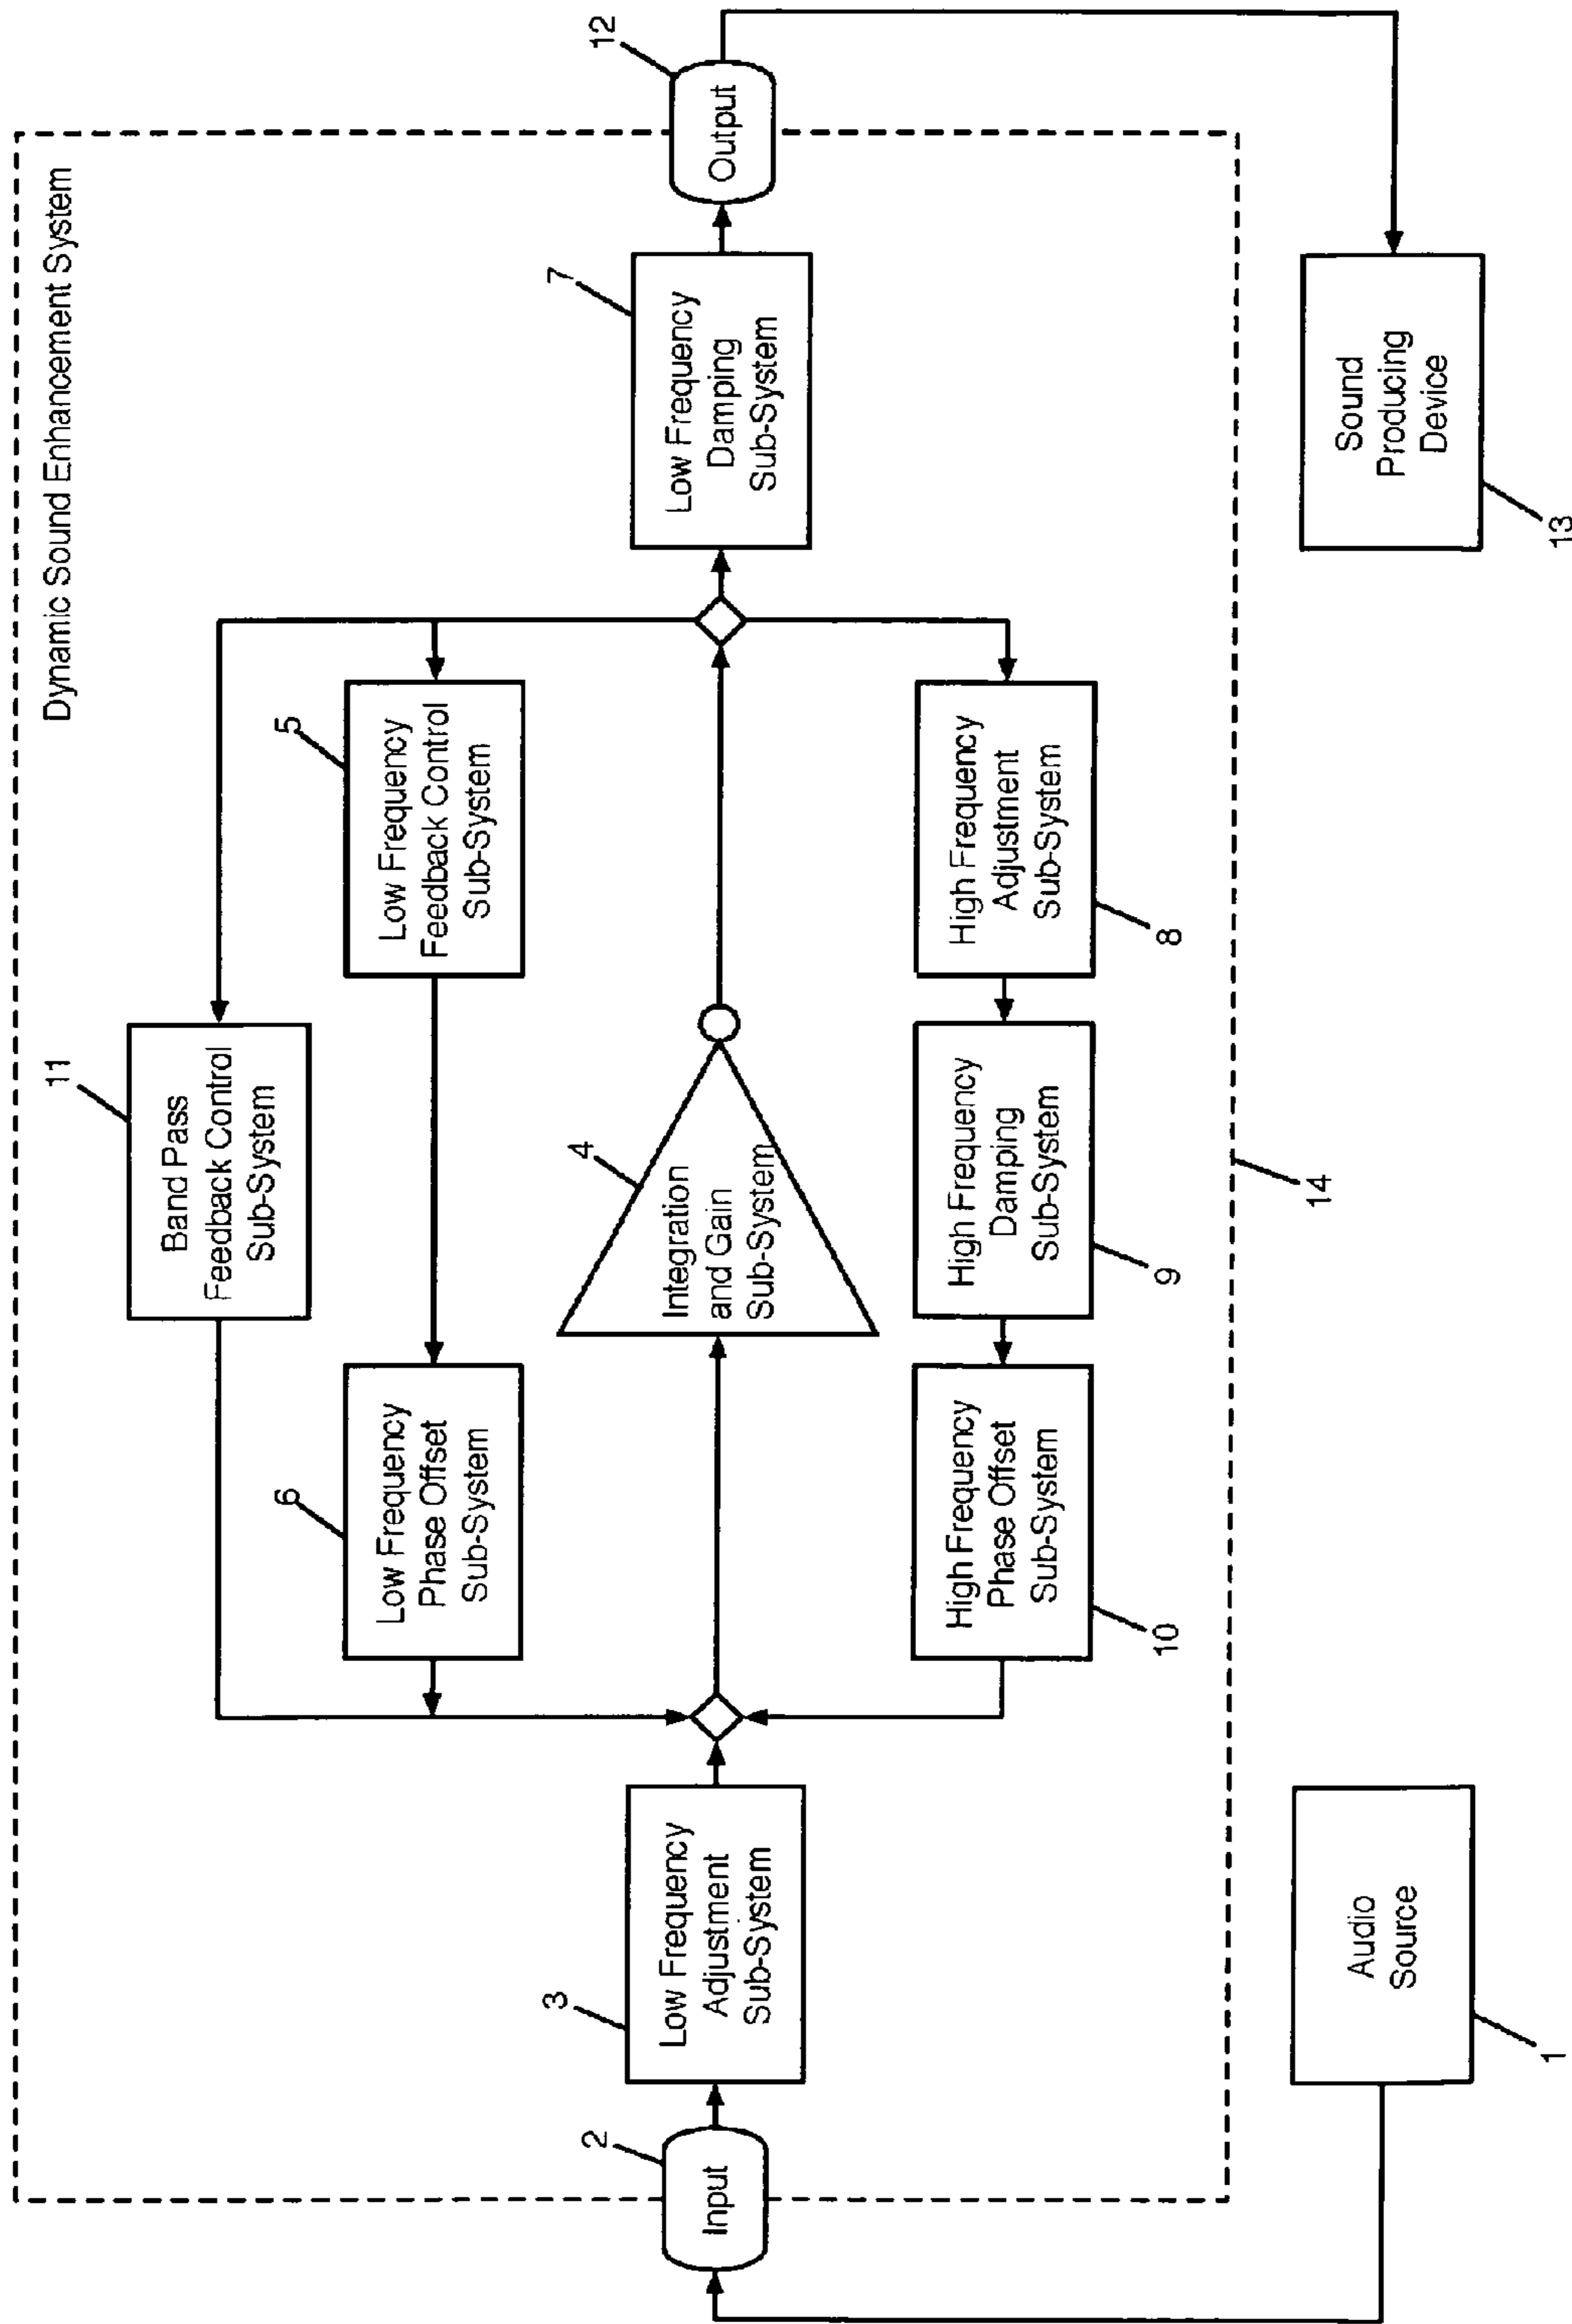 Dynamic Sound Enhancement System
11
Band Pass
Feedback Control
Sub-System
6
Low Frequency
Phase Offset
Sub-System
5
Low Frequency
Feedback Control
Sub-System
2
Input
3
Low Frequency
Adjustment
Sub-System
4
Integration
and Gain
Sub-System
7
Low Frequency
Damping
Sub-System
12
Output
High Frequency
Phase Offset
Sub-System
10
High Frequency
Damping
Sub-System
9
High Frequency
Adjustment
Sub-System
8
14
Audio
Source
1
Sound
Producing
Device
13